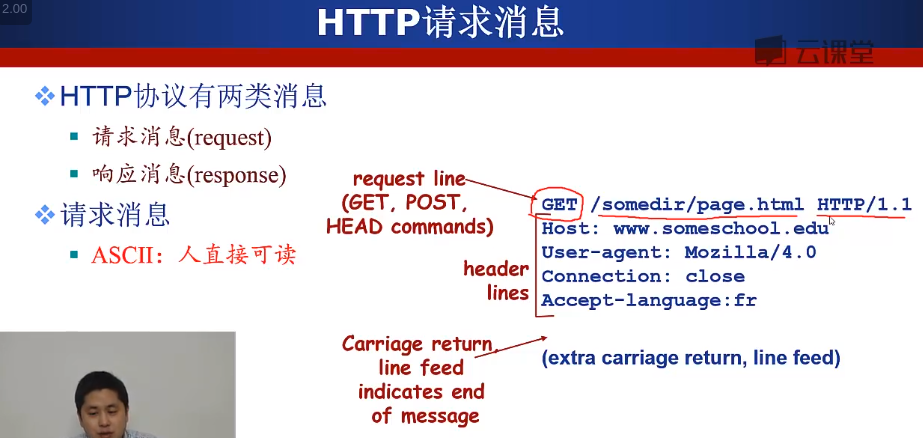 2.00
HTTP请求消息
云课堂
HTTP协议有两类消息
请求消息(request)
响应消息(response)
请求消息
ASCII：人直接可读
request line
(GET, POST,
HEAD commands)
header
lines
Carriage return,
line feed
indicates end
of message
GET /somedir/page.html HTTP/1.1
Host: www.someschool.edu
User-agent: Mozilla/4.0
Connection: close
Accept-language:fr
(extra carriage return, line feed)